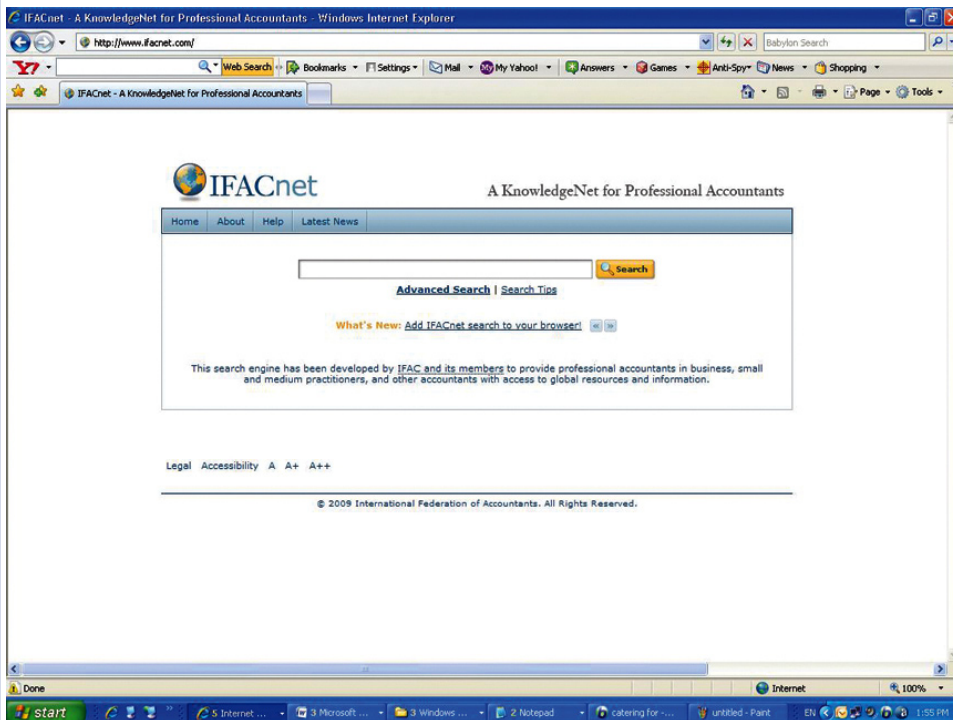 IFACnet - A KnowledgeNet for Professional Accountants - Windows Internet Explorer
http://www.ifacnet.com/ Babylon Search
Y7 Web Search Bookmarks Settings Mail My Yahoo! Answers Games Anti-Spy News Shopping
IFACnet - A KnowledgeNet for Professional Accountants Page Tools
IFACnet A KnowledgeNet for Professional Accountants
Home About Help Latest News
Search
Advanced Search | Search Tips
What's New: Add IFACnet search to your browser! « »
This search engine has been developed by IFAC and its members to provide professional accountants in business, small
and medium practitioners, and other accountants with access to global resources and information.
Legal Accessibility A A+ A++
© 2009 International Federation of Accountants. All Rights Reserved.
Done Internet 100%
start 5 Internet ... 3 Microsoft ... 3 Windows ... 2 Notepad catering for -... untitled - Paint EN 1:55 PM